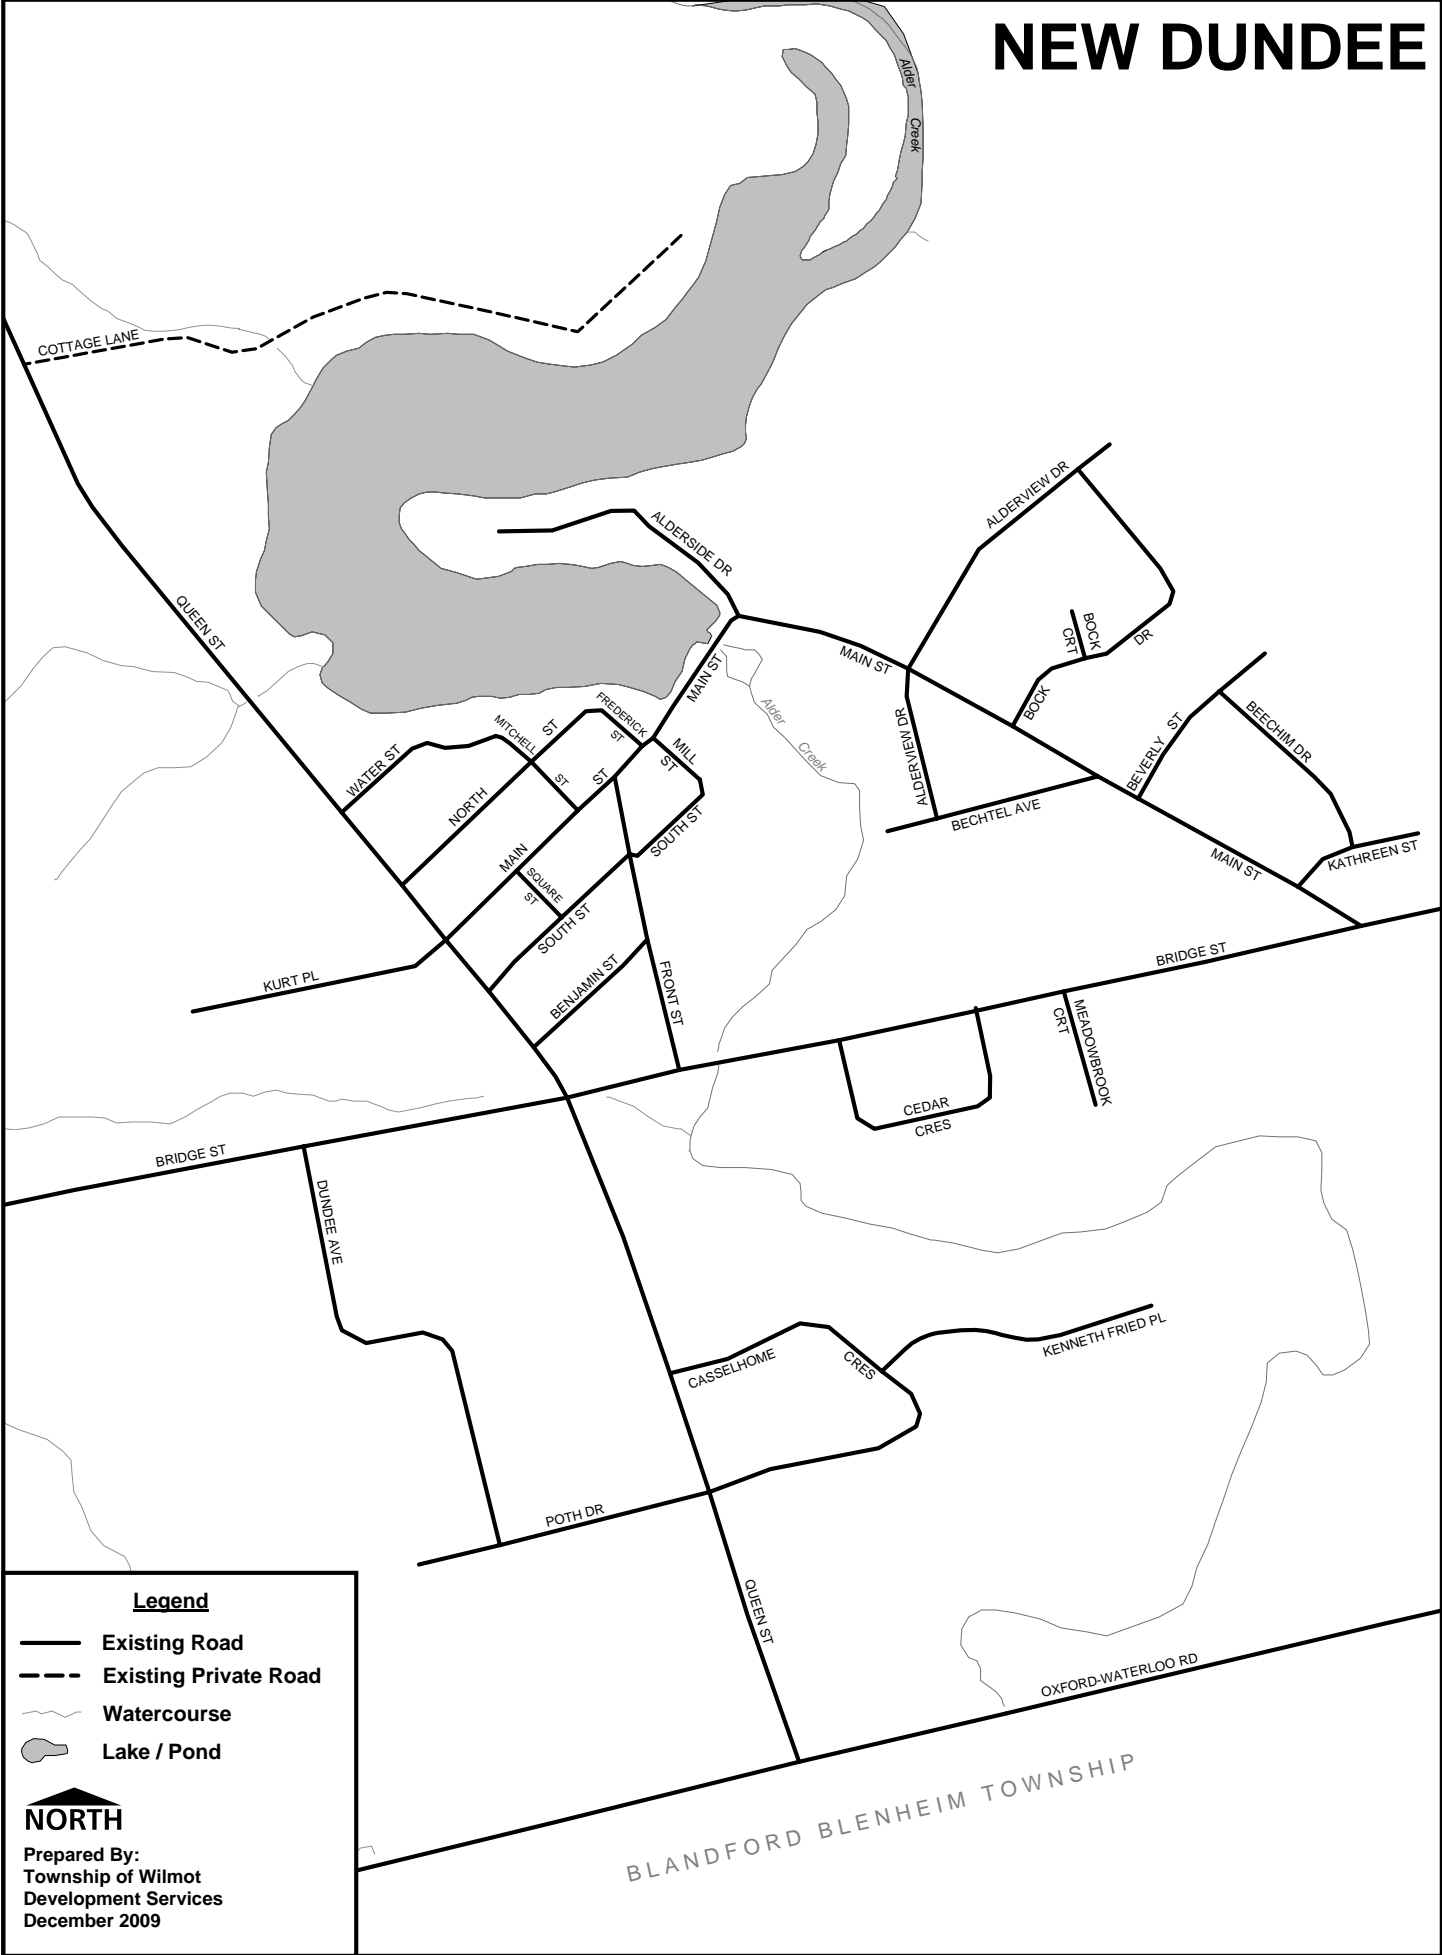 NEW DUNDEE
Alder
Creek
COTTAGE LANE
ALDERVIEW DR
ALDERSIDE DR
QUEEN ST
BOCK
CRT
DR
MAIN ST
MAIN ST
BOCK
FREDERICK
ST
Alder
Creek
MITCHELL
ST
ST
MILL
ST
WATER ST
NORTH
ST
ALDERVIEW DR
BEVERLY ST
BEECHIM DR
BECHTEL AVE
SOUTH ST
MAIN
SQUARE
ST
SOUTH ST
MAIN ST
KATHREEN ST
KURT PL
BENJAMIN ST
FRONT ST
BRIDGE ST
MEADOWBROOK
CRT
CEDAR
CRES
BRIDGE ST
DUNDEE AVE
CASSELHOME
CRES
KENNETH FRIED PL
POTH DR
QUEEN ST
OXFORD-WATERLOO RD
BLANDFORD BLENHEIM TOWNSHIP
Legend
Existing Road
Existing Private Road
Watercourse
Lake / Pond
NORTH
Prepared By:
Township of Wilmot
Development Services
December 2009